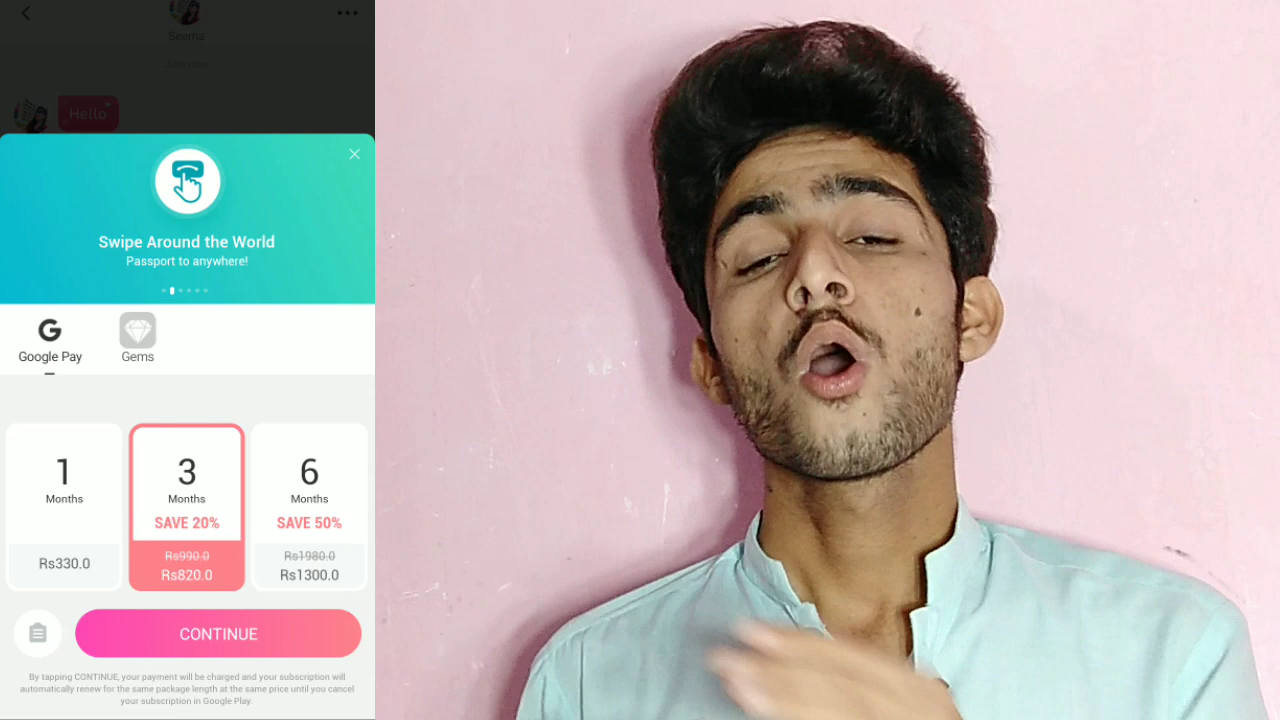 Seema
Just now
Hello
Swipe Around the World
Passport to anywhere!
Google Pay
Gems
1
Months
Rs330.0
3
Months
SAVE 20%
Rs990.0
Rs820.0
6
Months
SAVE 50%
Rs1980.0
Rs1300.0
CONTINUE
By tapping CONTINUE, your payment will be charged and your subscription will
automatically renew for the same package length at the same price until you cancel
your subscription in Google Play.